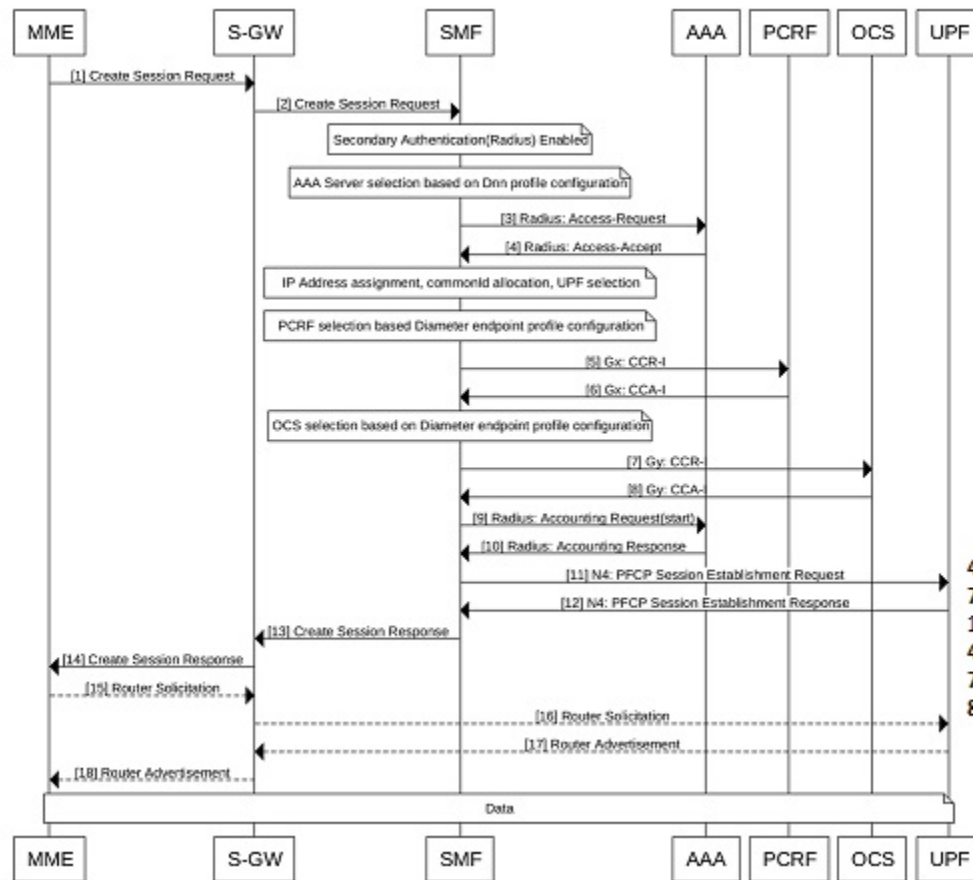 MME S-GW SMF AAA PCRF OCS UPF
[1] Create Session Request
[2] Create Session Request
Secondary Authentication(Radius) Enabled
AAA Server selection based on Dnn profile configuration
[3] Radius: Access-Request
[4] Radius: Access-Accept
IP Address assignment, commonId allocation, UPF selection
PCRF selection based Diameter endpoint profile configuration
[5] Gx: CCR-I
[6] Gx: CCA-I
OCS selection based on Diameter endpoint profile configuration
[7] Gy: CCR-I
[8] Gy: CCA-I
[9] Radius: Accounting Request(start)
[10] Radius: Accounting Response
[11] N4: PFCP Session Establishment Request
[12] N4: PFCP Session Establishment Response
[13] Create Session Response
[14] Create Session Response
[15] Router Solicitation
[16] Router Solicitation
[17] Router Advertisement
[18] Router Advertisement
Data
MME S-GW SMF AAA PCRF OCS UPF
4
7
1
4
7
8